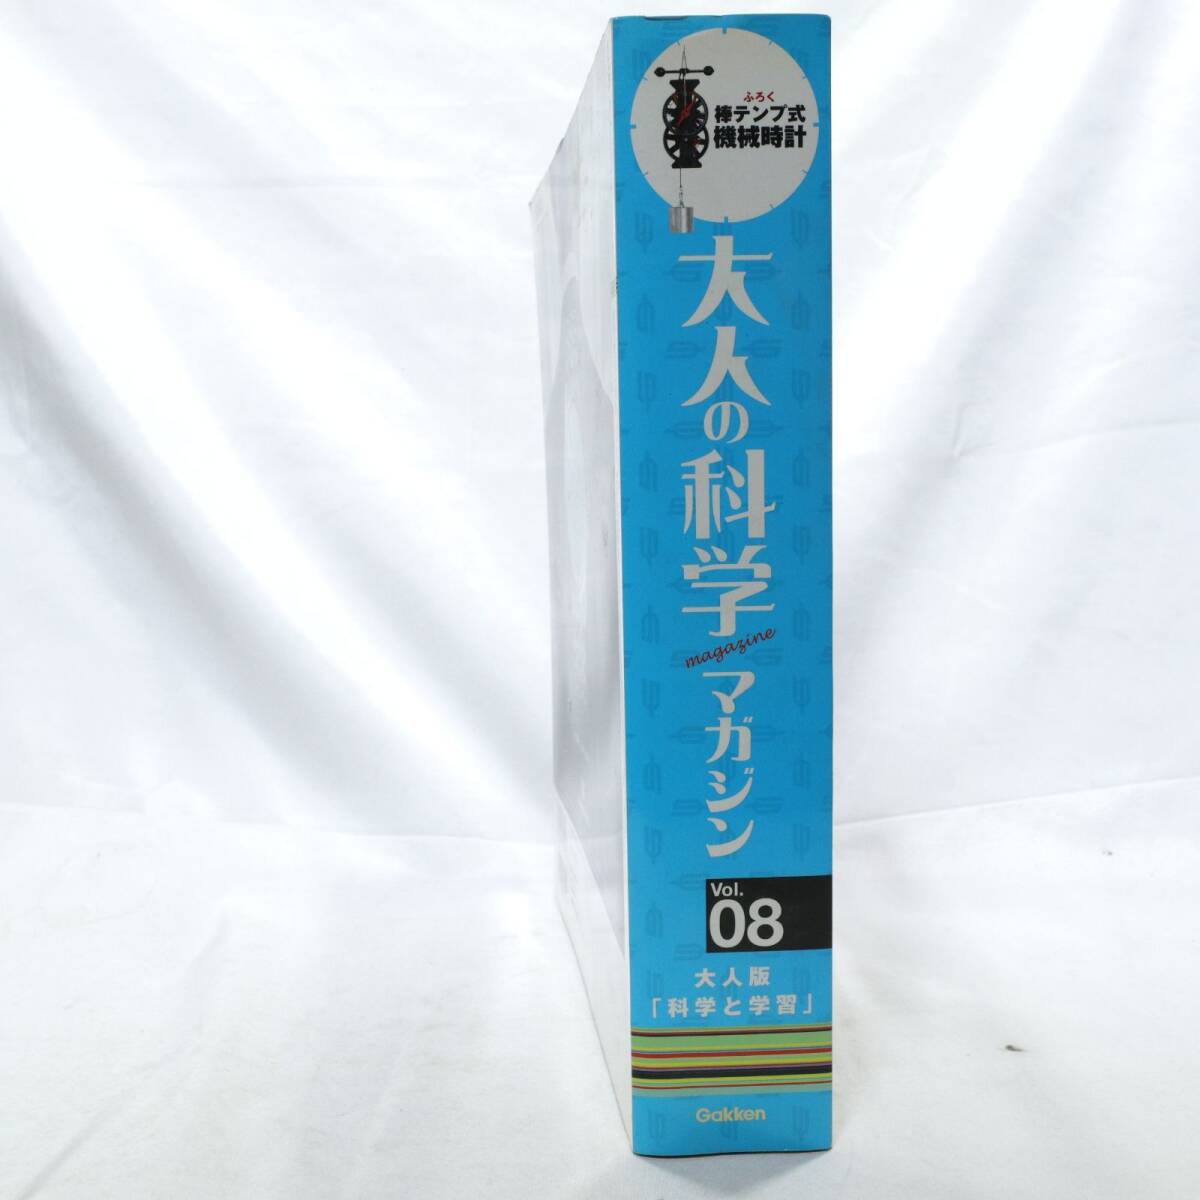 ふろく
棒テンプ式
機械時計
大人の科学
magazine
マガジン
Vol.
08
大人版
「科学と学習」
Gakken